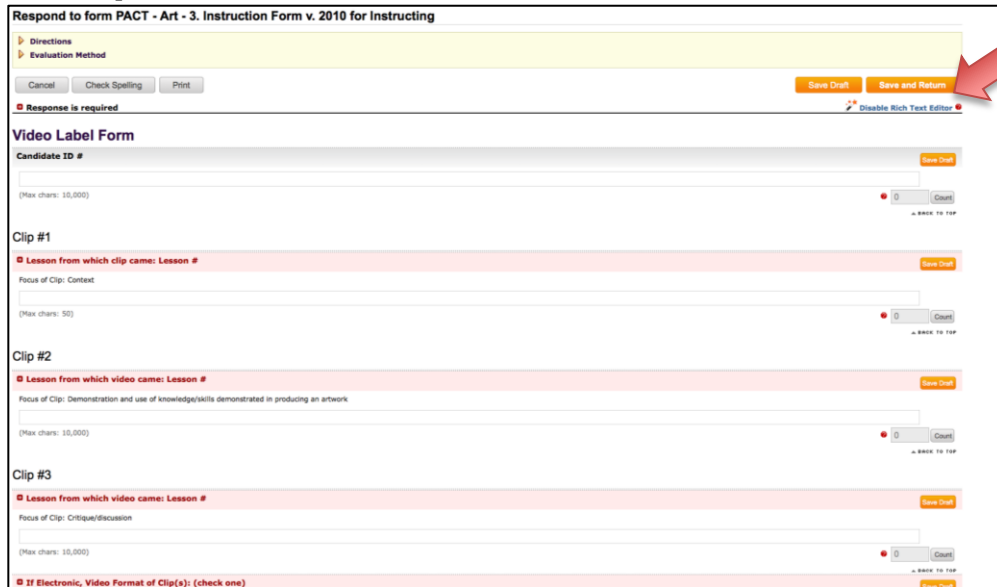 Respond to form PACT - Art - 3. Instruction Form v. 2010 for Instructing
Directions
Evaluation Method
Cancel Check Spelling Print Save Draft Save and Return
Response is required Disable Rich Text Editor
Video Label Form
Candidate ID # Save Draft
(Max chars: 10,000) 0 Count
BACK TO TOP
Clip #1
Lesson from which clip came: Lesson # Save Draft
Focus of Clip: Context
(Max chars: 50) 0 Count
BACK TO TOP
Clip #2
Lesson from which video came: Lesson # Save Draft
Focus of Clip: Demonstration and use of knowledge/skills demonstrated in producing an artwork
(Max chars: 10,000) 0 Count
BACK TO TOP
Clip #3
Lesson from which video came: Lesson # Save Draft
Focus of Clip: Critique/discussion
(Max chars: 10,000) 0 Count
BACK TO TOP
If Electronic, Video Format of Clip(s): (check one) Save Draft